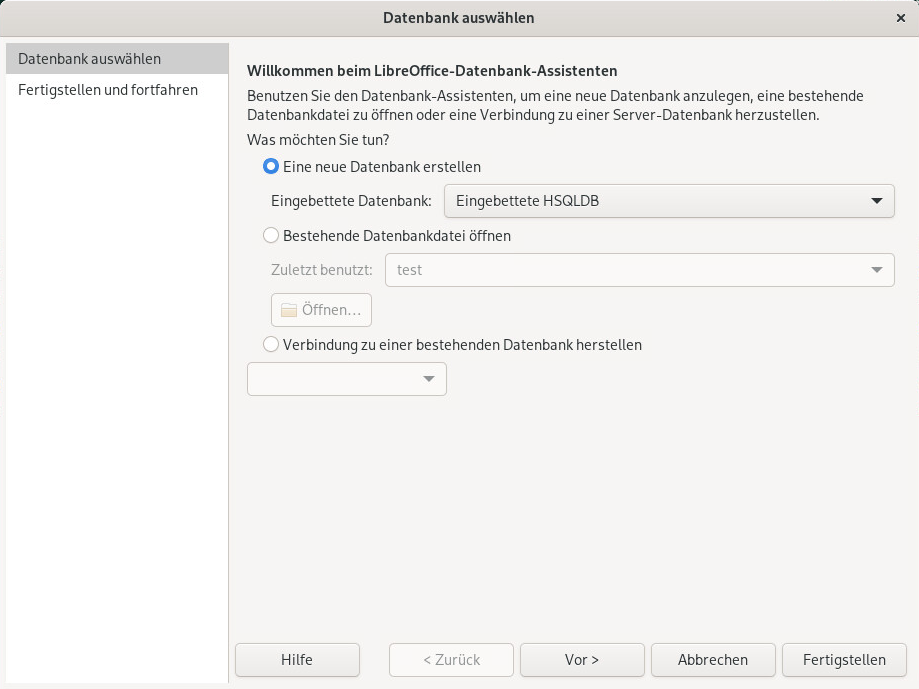 Datenbank auswählen
Datenbank auswählen
Fertigstellen und fortfahren
Willkommen beim LibreOffice-Datenbank-Assistenten
Benutzen Sie den Datenbank-Assistenten, um eine neue Datenbank anzulegen, eine bestehende
Datenbankdatei zu öffnen oder eine Verbindung zu einer Server-Datenbank herzustellen.
Was möchten Sie tun?
Eine neue Datenbank erstellen
Eingebettete Datenbank: Eingebettete HSQLDB
Bestehende Datenbankdatei öffnen
Zuletzt benutzt: test
Öffnen...
Verbindung zu einer bestehenden Datenbank herstellen
Hilfe < Zurück Vor > Abbrechen Fertigstellen